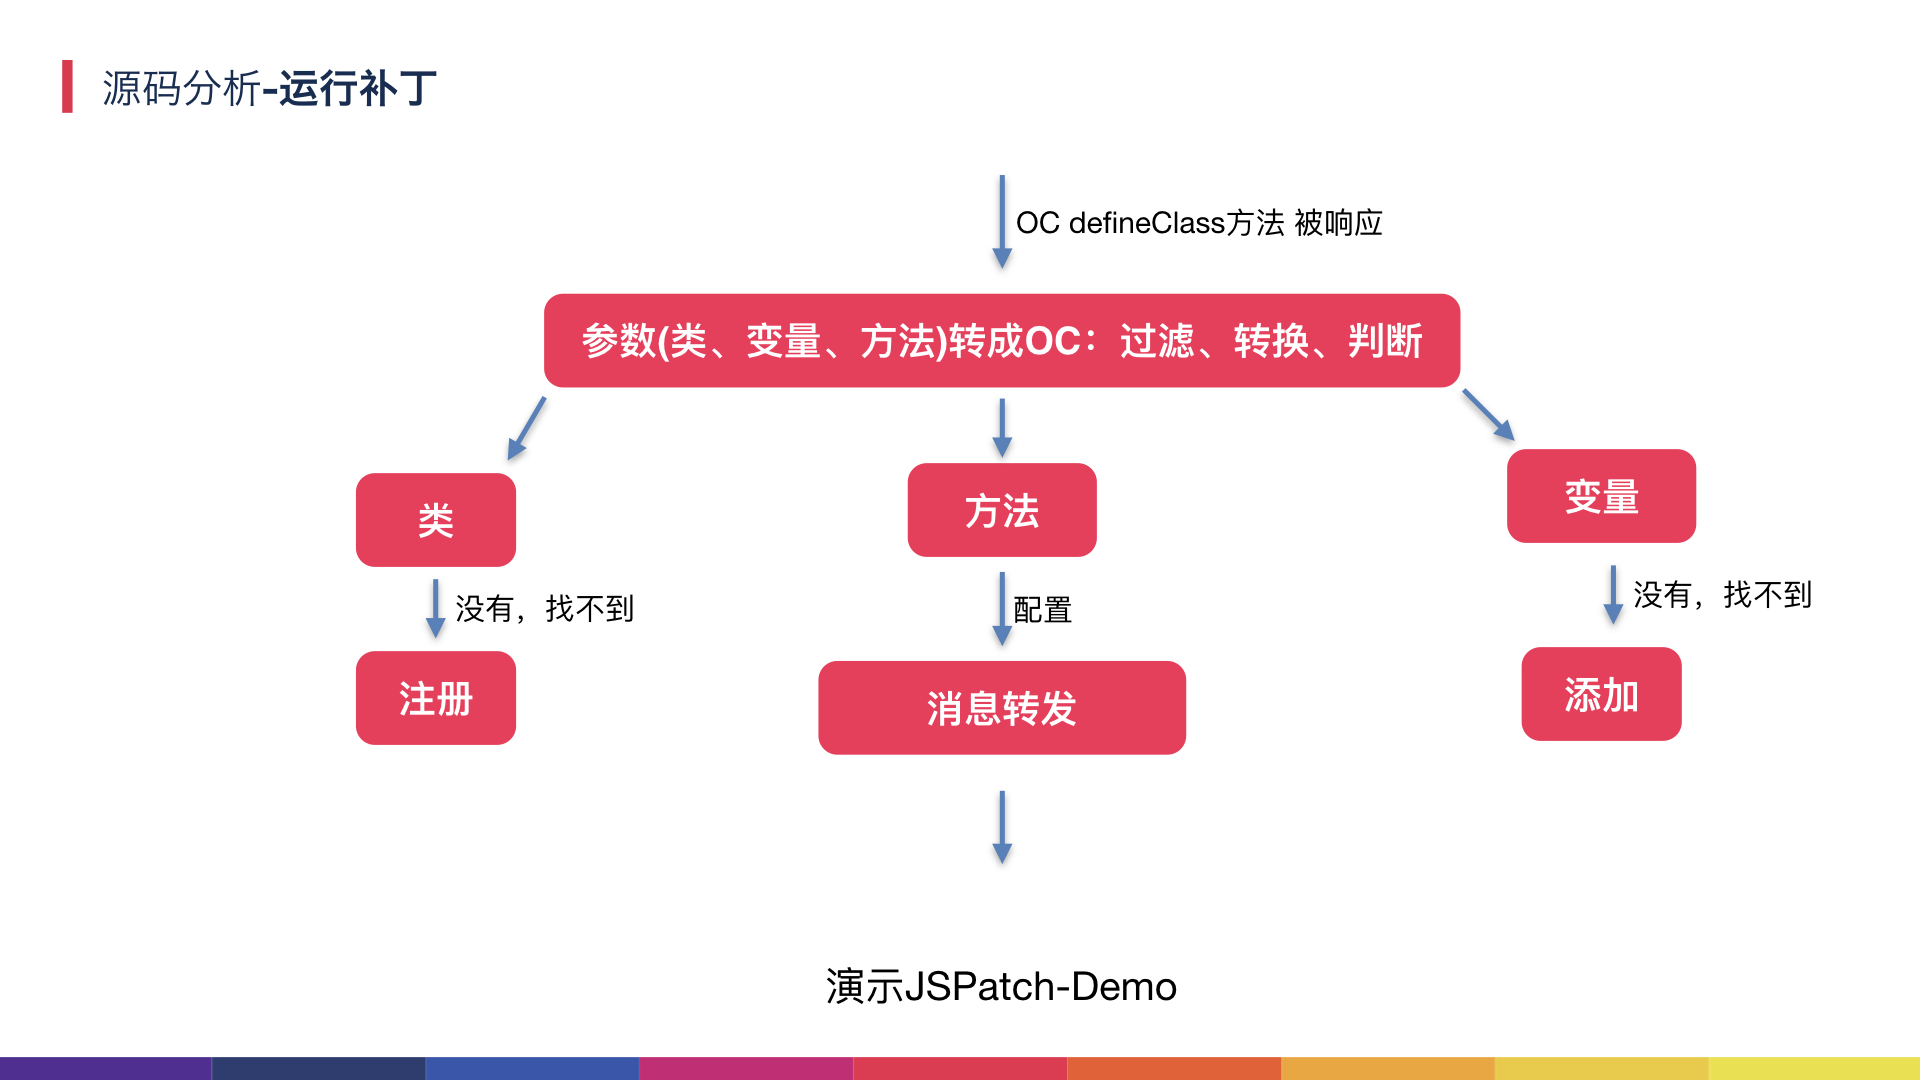 源码分析-运行补丁
OC defineClass方法 被响应
参数(类、变量、方法)转成OC：过滤、转换、判断
类
方法
变量
没有，找不到
配置
没有，找不到
注册
消息转发
添加
演示JSPatch-Demo